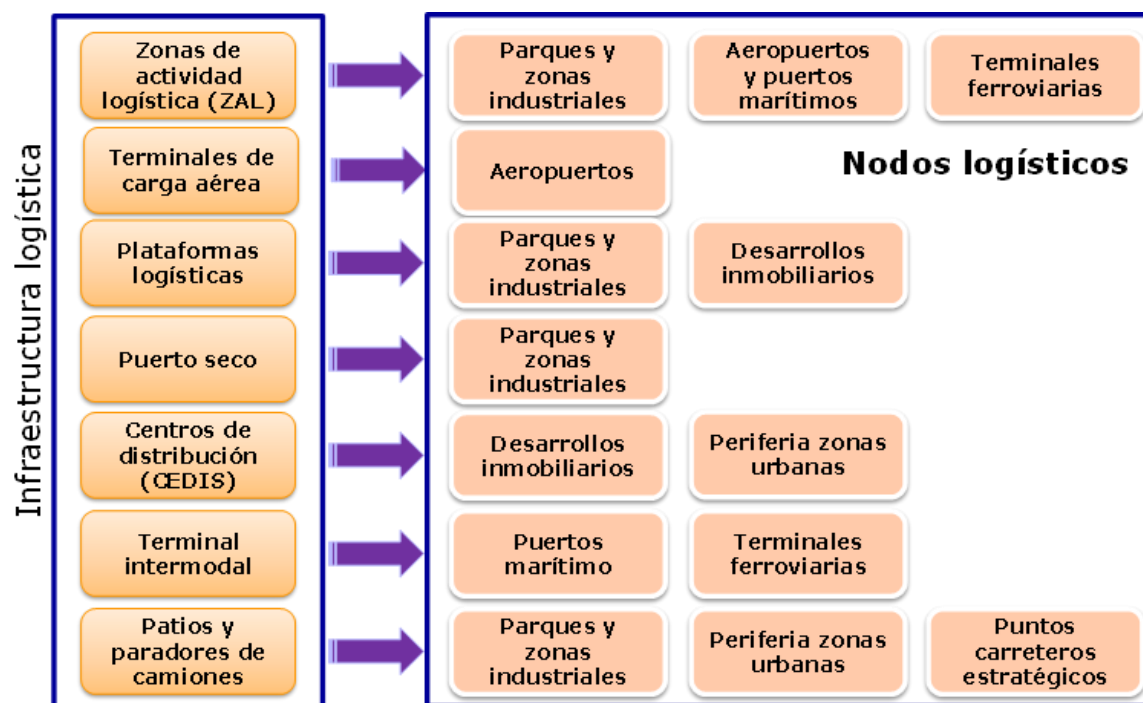 Infraestructura logística
Zonas de
actividad
logística (ZAL)
Parques y
zonas
industriales
Aeropuertos
y puertos
marítimos
Terminales
ferroviarias
Nodos logísticos
Terminales de
carga aérea
Aeropuertos
Plataformas
logísticas
Parques y
zonas
industriales
Desarrollos
inmobiliarios
Puerto seco
Parques y
zonas
industriales
Centros de
distribución
(CEDIS)
Desarrollos
inmobiliarios
Periferia zonas
urbanas
Terminal
intermodal
Puertos
marítimo
Terminales
ferroviarias
Patios y
paradores de
camiones
Parques y
zonas
industriales
Periferia zonas
urbanas
Puntos
carreteros
estratégicos